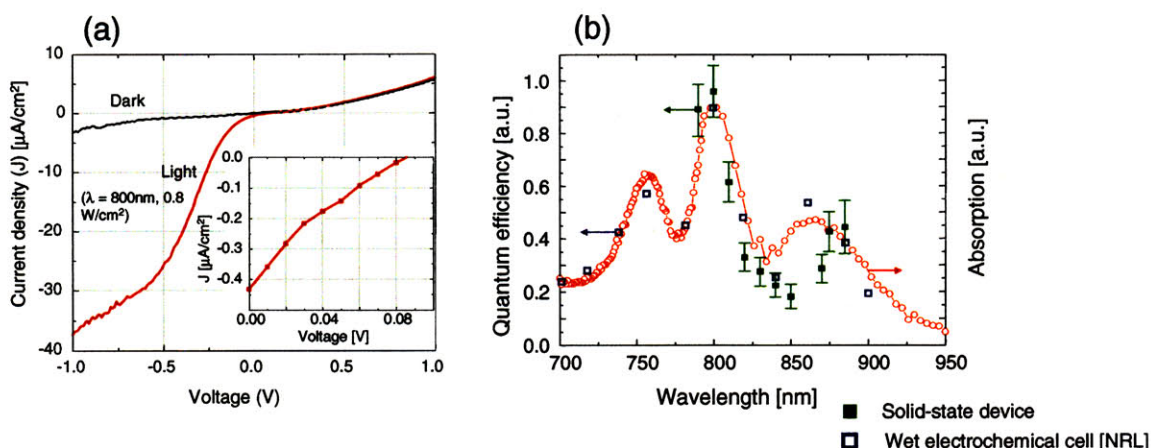 (a)
Current density (J) [µA/cm²]
10
0
-10
-20
-30
-40
Dark
Light
(λ = 800nm, 0.8
W/cm²)
J [µA/cm²]
0.0
-0.1
-0.2
-0.3
-0.4
0.00 0.04 0.08
Voltage [V]
-1.0 -0.5 0.0 0.5 1.0
Voltage (V)
(b)
Quantum efficiency [a.u.]
1.0
0.8
0.6
0.4
0.2
0.0
Absorption [a.u.]
700 750 800 850 900 950
Wavelength [nm]
Solid-state device
Wet electrochemical cell [NRL]